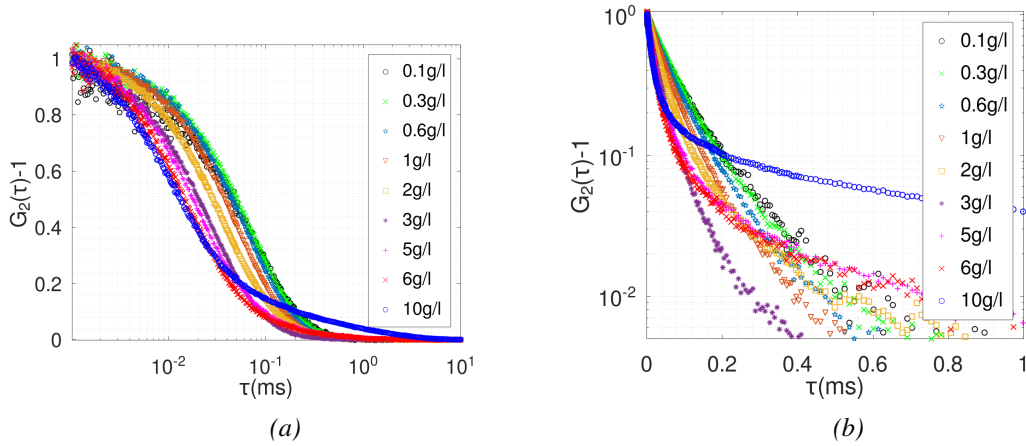 1
0.8
0.6
0.4
0.2
0
G₂(τ)-1
10⁻²
10⁻¹
10⁰
10¹
τ(ms)
0.1g/l
0.3g/l
0.6g/l
1g/l
2g/l
3g/l
5g/l
6g/l
10g/l
(a)
10⁰
10⁻¹
10⁻²
G₂(τ)-1
0
0.2
0.4
0.6
0.8
1
τ(ms)
0.1g/l
0.3g/l
0.6g/l
1g/l
2g/l
3g/l
5g/l
6g/l
10g/l
(b)